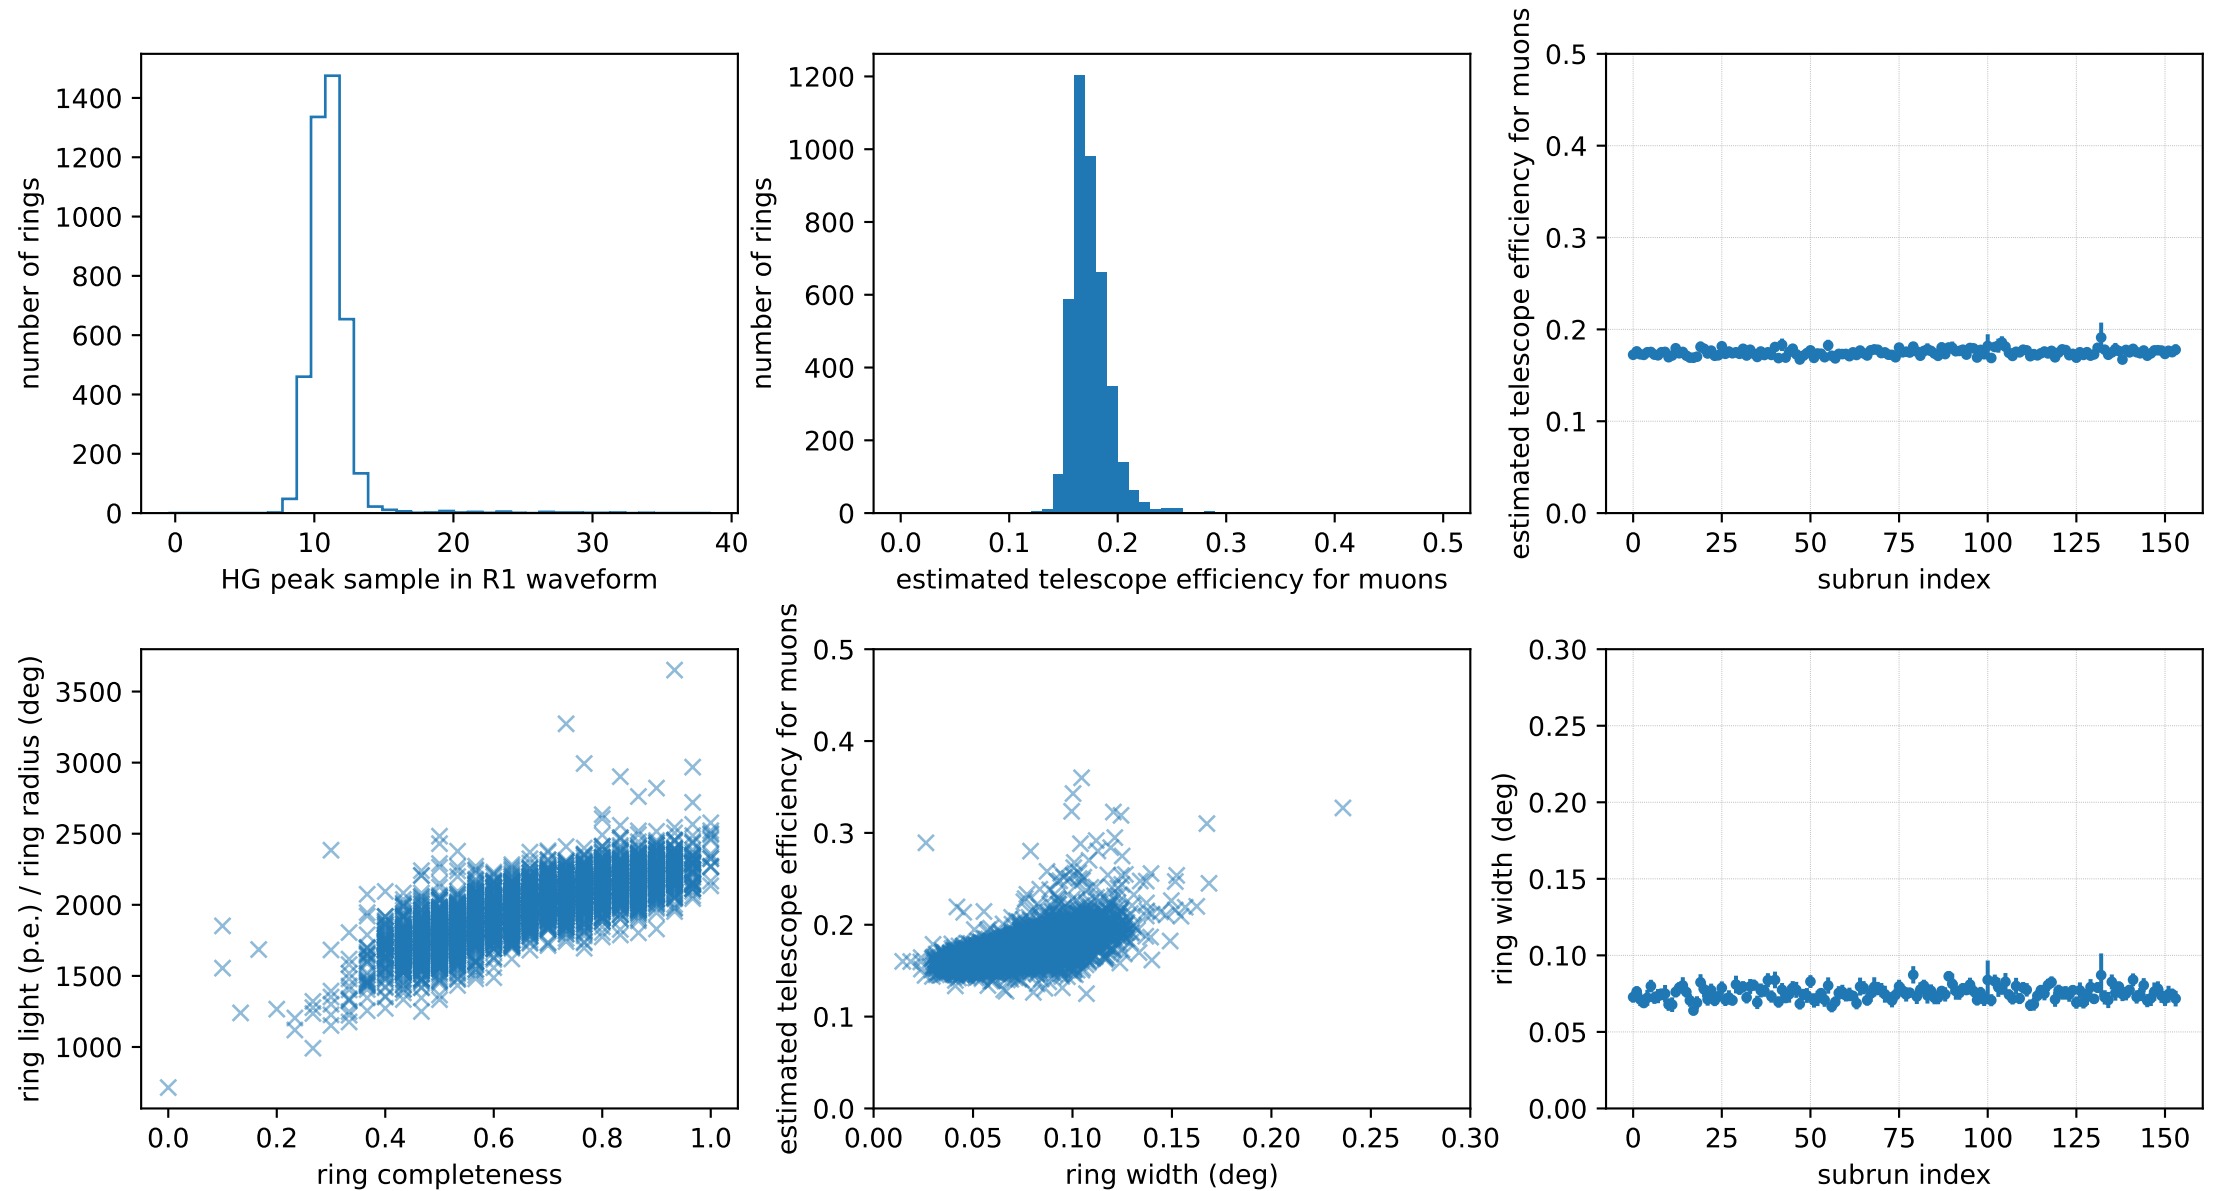 number of rings
1400
1200
1000
800
600
400
200
0
0 10 20 30 40
HG peak sample in R1 waveform
number of rings
1200
1000
800
600
400
200
0
0.0 0.1 0.2 0.3 0.4 0.5
estimated telescope efficiency for muons
estimated telescope efficiency for muons
0.5
0.4
0.3
0.2
0.1
0.0
0 25 50 75 100 125 150
subrun index
ring light (p.e.) / ring radius (deg)
3500
3000
2500
2000
1500
1000
0.0 0.2 0.4 0.6 0.8 1.0
ring completeness
estimated telescope efficiency for muons
0.5
0.4
0.3
0.2
0.1
0.0
0.00 0.05 0.10 0.15 0.20 0.25 0.30
ring width (deg)
ring width (deg)
0.30
0.25
0.20
0.15
0.10
0.05
0.00
0 25 50 75 100 125 150
subrun index